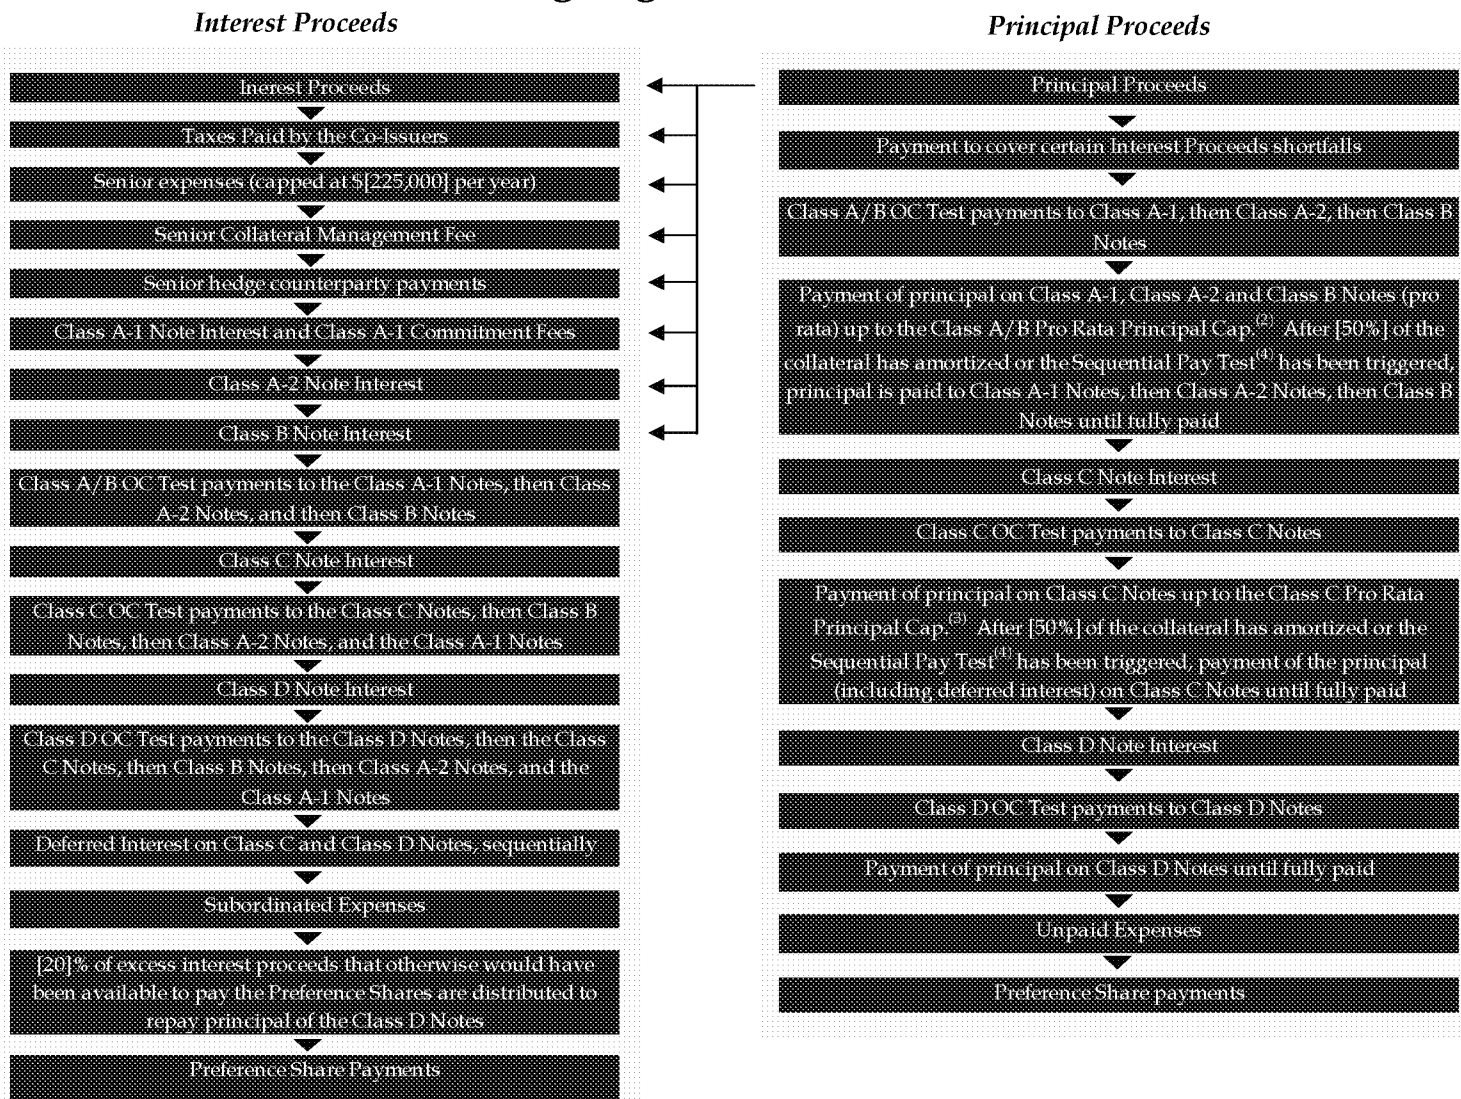 Interest Proceeds
Inerest Proceeds
Taxes Paid by the Co-Issuers
Senior expenses (capped at $[225,000] per year)
Senior Collateral Management Fee
Senior hedge counterparty payments
Class A-1 Note Interest and Class A-1 Commitment Fees
Class A-2 Note Interest
Class B Note Interest
Class A/B OC Test payments to the Class A-1 Notes, then Class
A-2 Notes, and then Class B Notes
Class C Note Interest
Class C OC Test payments to the Class C Notes, then Class B
Notes, then Class A-2 Notes, and the Class A-1 Notes
Class D Note Interest
Class D OC Test payments to the Class D Notes, then the Class
C Notes, then Class B Notes, then Class A-2 Notes, and the
Class A-1 Notes
Deferred Interest on Class C and Class D Notes, sequentially
Subordinated Expenses
[20]% of excess interest proceeds that otherwise would have
been available to pay the Preference Shares are distributed to
repay principal of the Class D Notes
Preference Share Payments
Principal Proceeds
Principal Proceeds
Payment to cover certain Interest Proceeds shortfalls
Class A/B OC Test payments to Class A-1, then Class A-2, then Class B
Notes
Payment of principal on Class A-1, Class A-2 and Class B Notes (pro
rata) up to the Class A/B Pro Rata Principal Cap.(2) After [50%] of the
collateral has amortized or the Sequential Pay Test(4) has been triggered,
principal is paid to Class A-1 Notes, then Class A-2 Notes, then Class B
Notes until fully paid
Class C Note Interest
Class C OC Test payments to Class C Notes
Payment of principal on Class C Notes up to the Class C Pro Rata
Principal Cap.(3) After [50%] of the collateral has amortized or the
Sequential Pay Test(4) has been triggered, payment of the principal
(including deferred interest) on Class C Notes until fully paid
Class D Note Interest
Class D OC Test payments to Class D Notes
Payment of principal on Class D Notes until fully paid
Unpaid Expenses
Preference Share payments